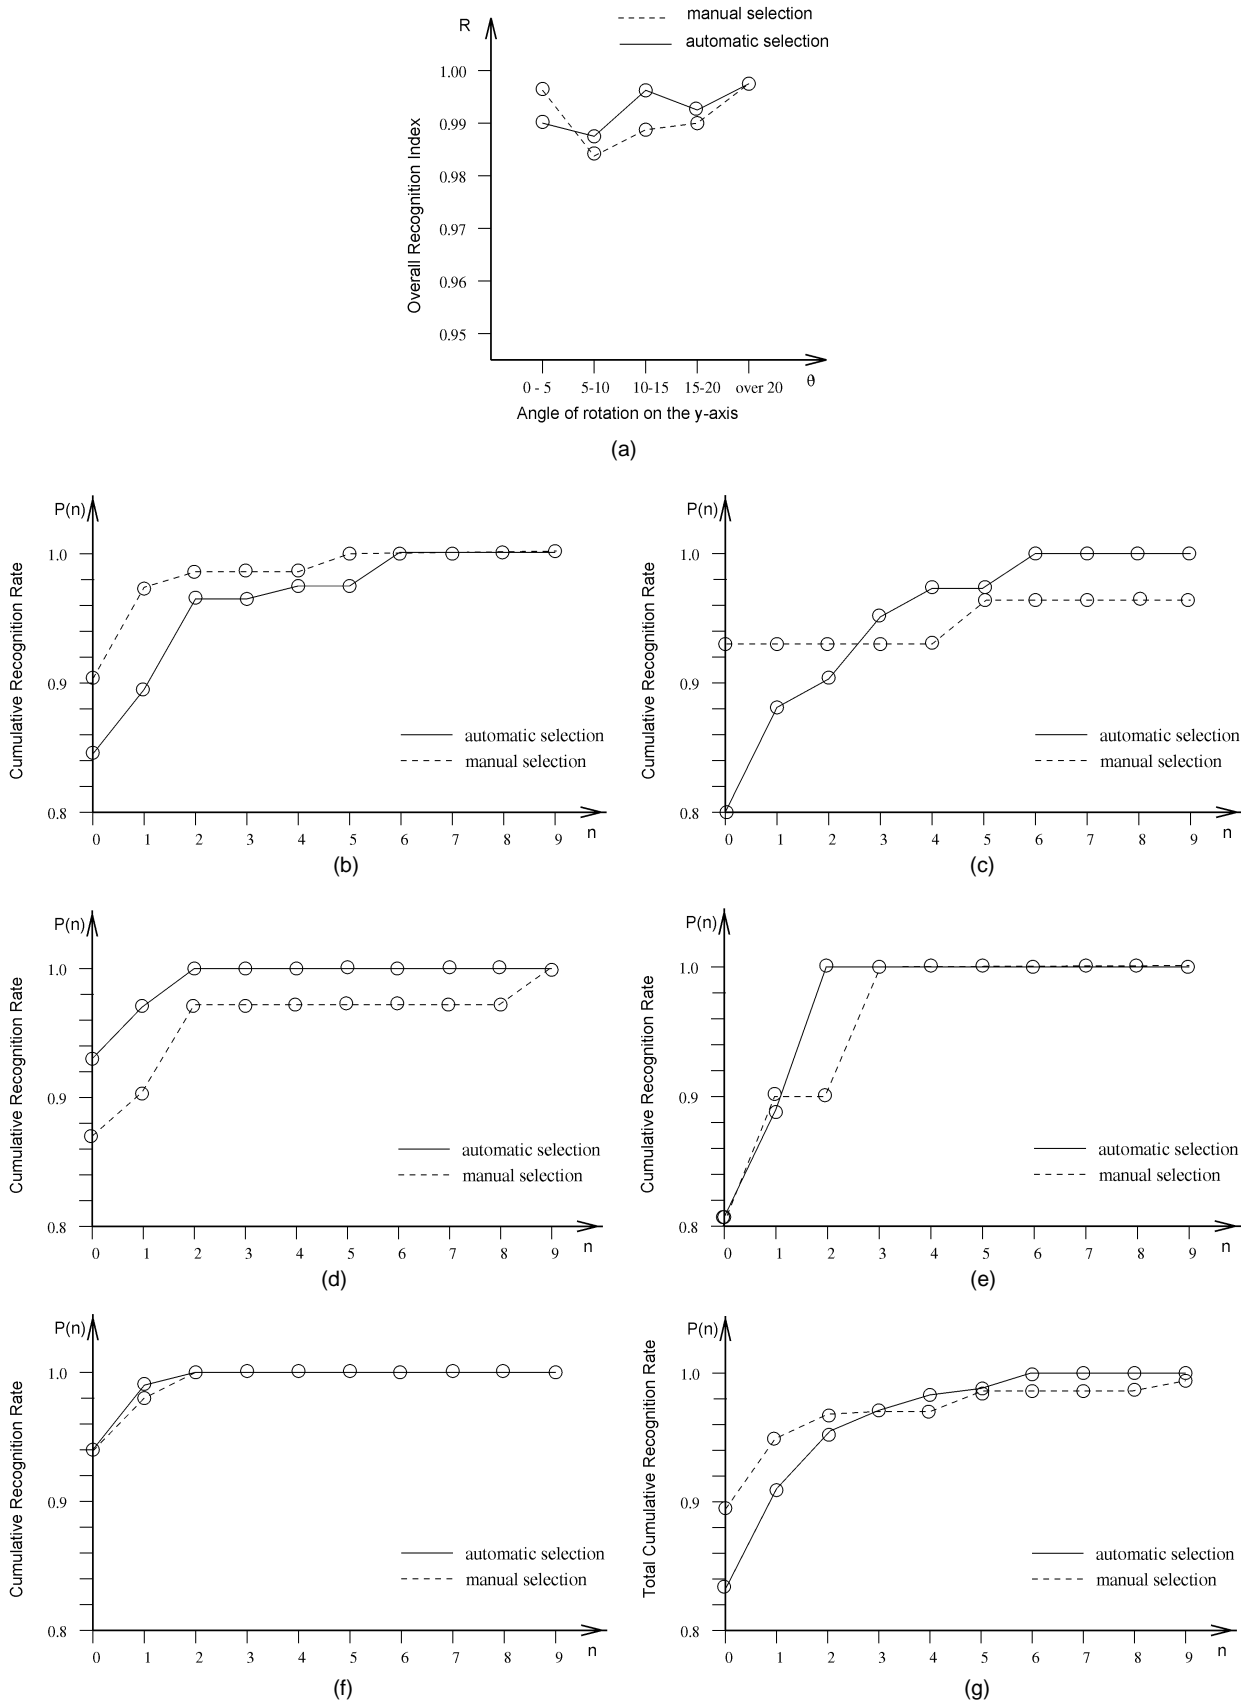 manual selection
automatic selection
R
1.00
0.99
0.98
0.97
0.96
0.95
Overall Recognition Index
0 - 5 5-10 10-15 15-20 over 20 θ
Angle of rotation on the y-axis
(a)
P(n)
1.0
0.9
0.8
Cumulative Recognition Rate
automatic selection
manual selection
0 1 2 3 4 5 6 7 8 9 n
(b)
P(n)
1.0
0.9
0.8
Cumulative Recognition Rate
automatic selection
manual selection
0 1 2 3 4 5 6 7 8 9 n
(c)
P(n)
1.0
0.9
0.8
Cumulative Recognition Rate
automatic selection
manual selection
0 1 2 3 4 5 6 7 8 9 n
(d)
P(n)
1.0
0.9
0.8
Cumulative Recognition Rate
automatic selection
manual selection
0 1 2 3 4 5 6 7 8 9 n
(e)
P(n)
1.0
0.9
0.8
Cumulative Recognition Rate
automatic selection
manual selection
0 1 2 3 4 5 6 7 8 9 n
(f)
P(n)
1.0
0.9
0.8
Total Cumulative Recognition Rate
automatic selection
manual selection
0 1 2 3 4 5 6 7 8 9 n
(g)